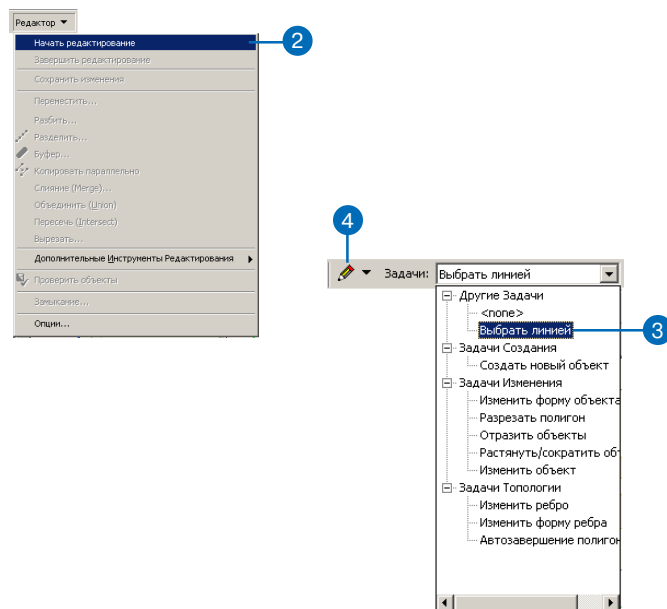 Редактор
Начать редактирование
2
Завершить редактирование
Сохранить изменения
Переместить...
Разбить...
Разделить...
Буфер...
Копировать параллельно
Слияние (Merge)...
Объединить (Union)
Пересечь (Intersect)
Вырезать...
Дополнительные Инструменты Редактирования
Проверить объекты
Замыкание...
Опции...
4
Задачи: Выбрать линией
Другие Задачи
<none>
Выбрать линией
3
Задачи Создания
Создать новый объект
Задачи Изменения
Изменить форму объекта
Разрезать полигон
Отразить объекты
Растянуть/сократить об
Изменить объект
Задачи Топологии
Изменить ребро
Изменить форму ребра
Автозавершение полигон